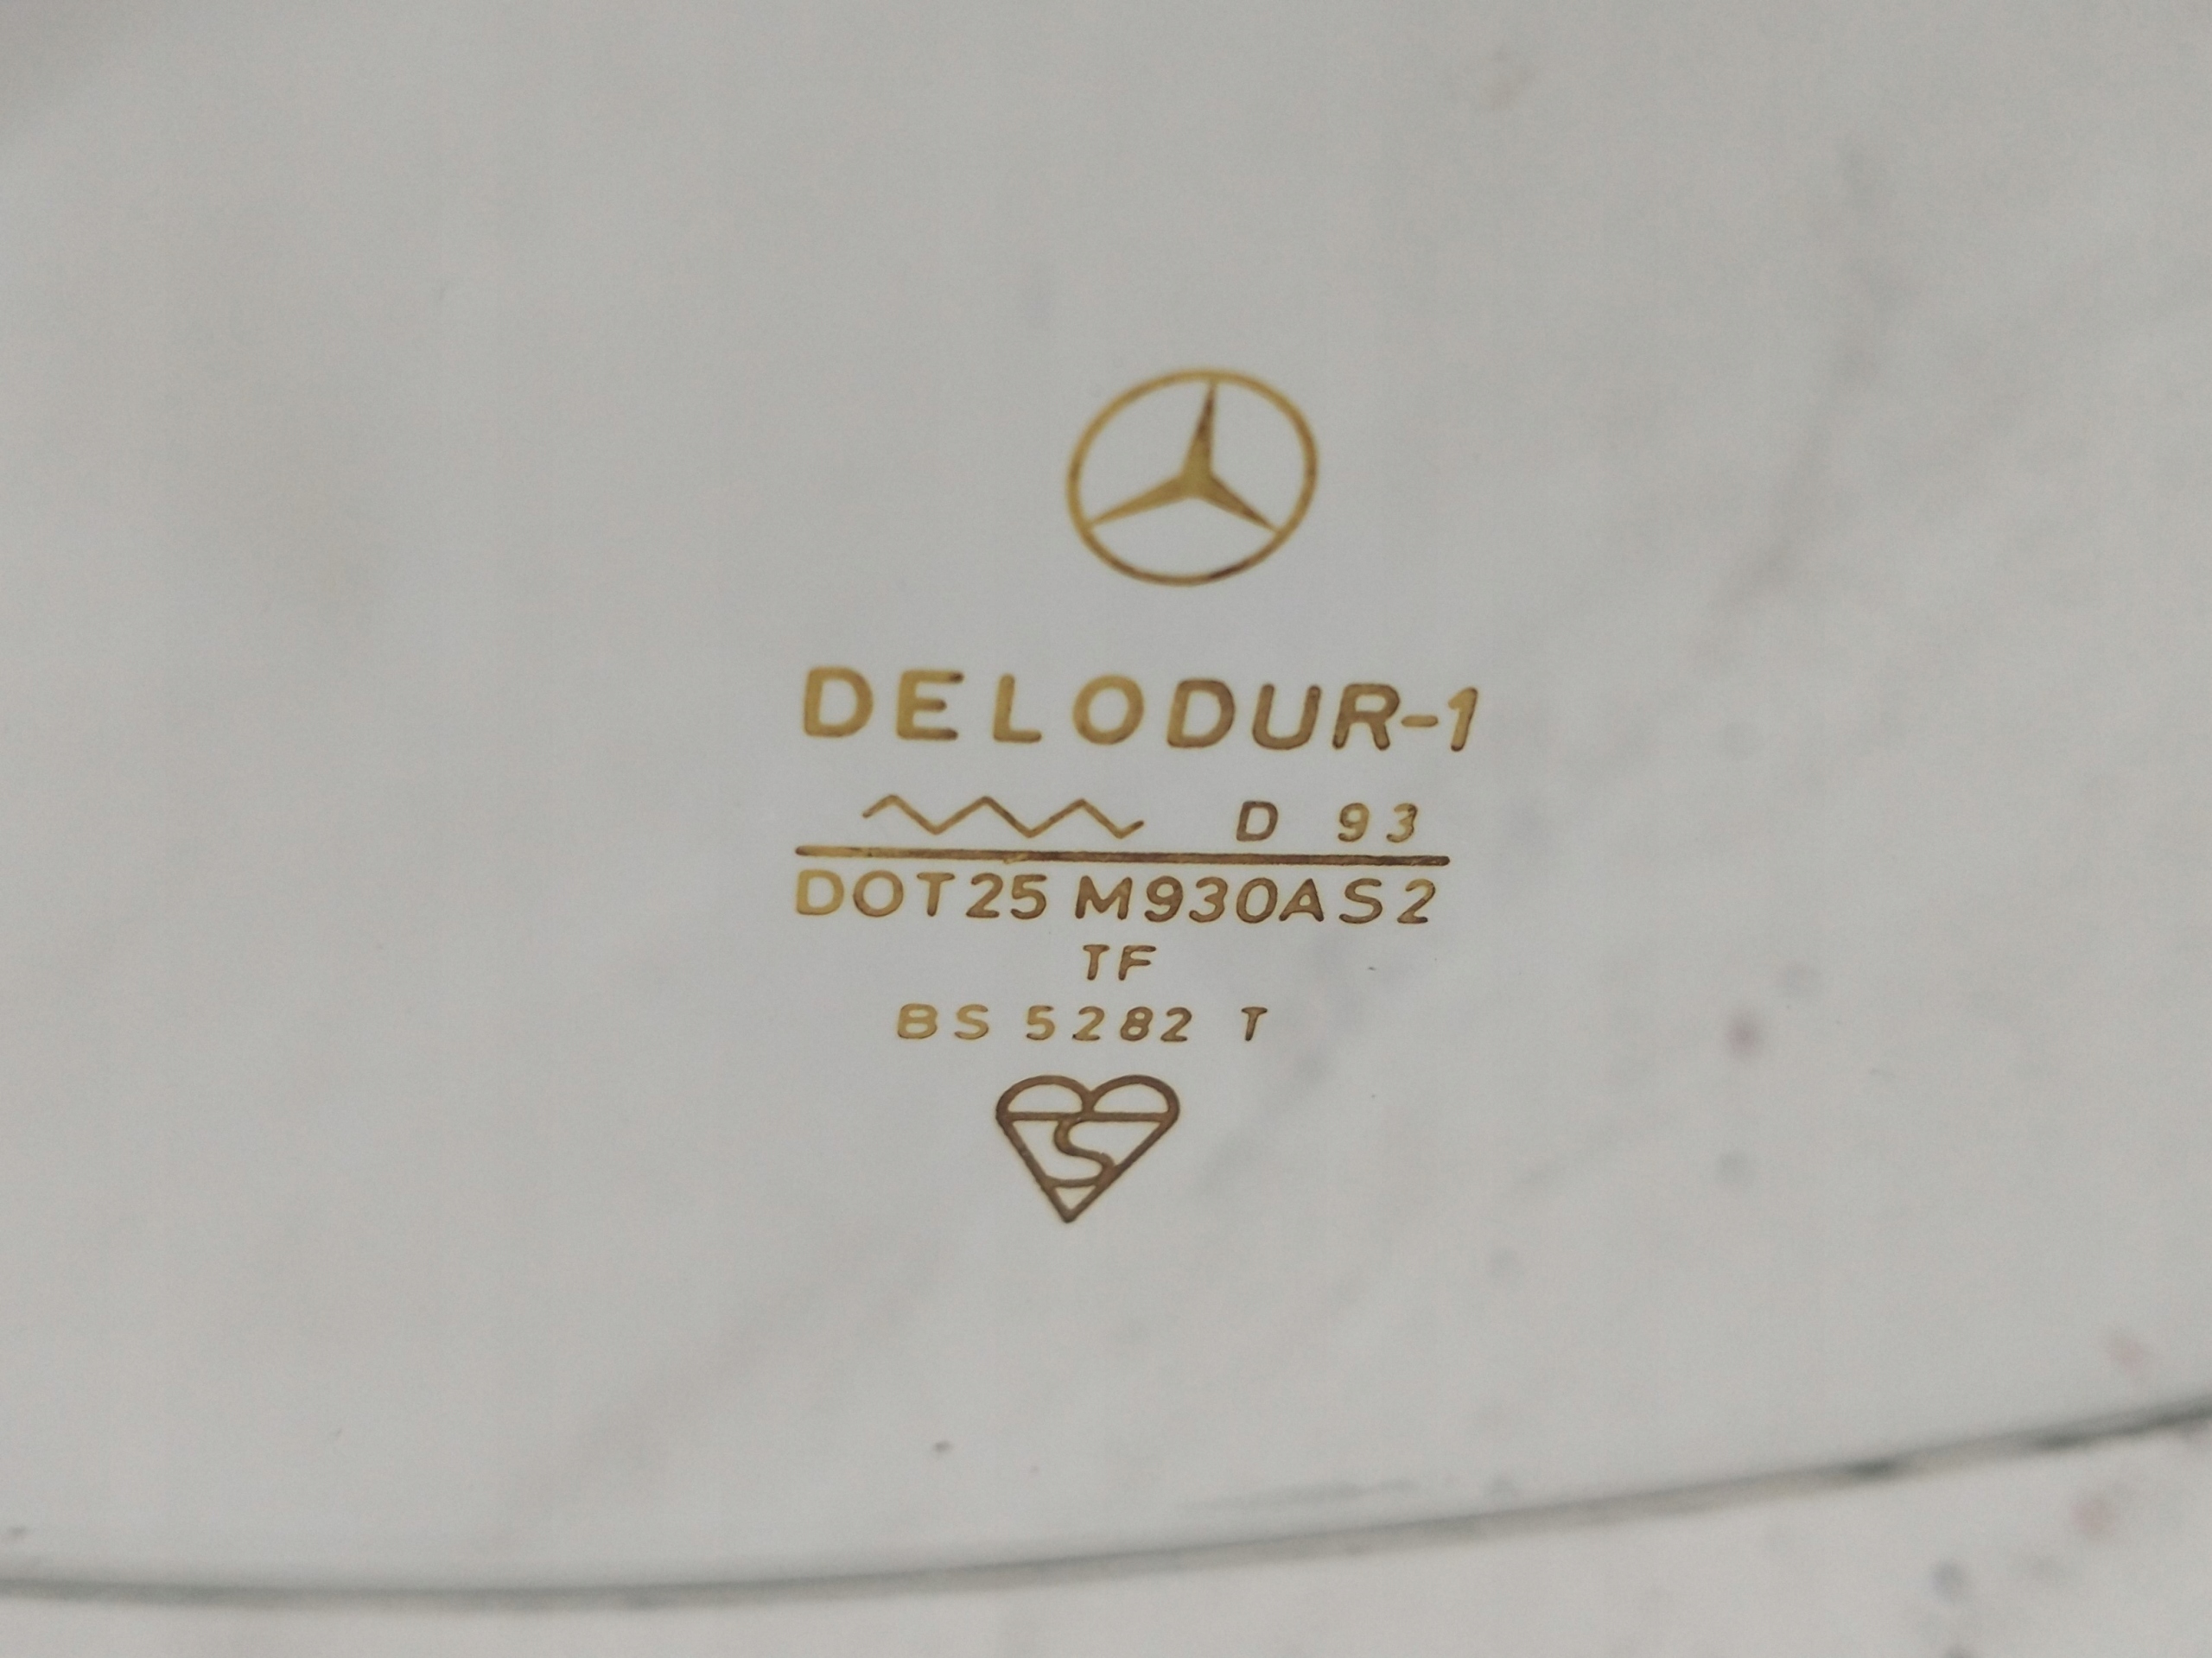 DELODUR-1
D 93
DOT25 M930AS2
TF
BS 5282 T